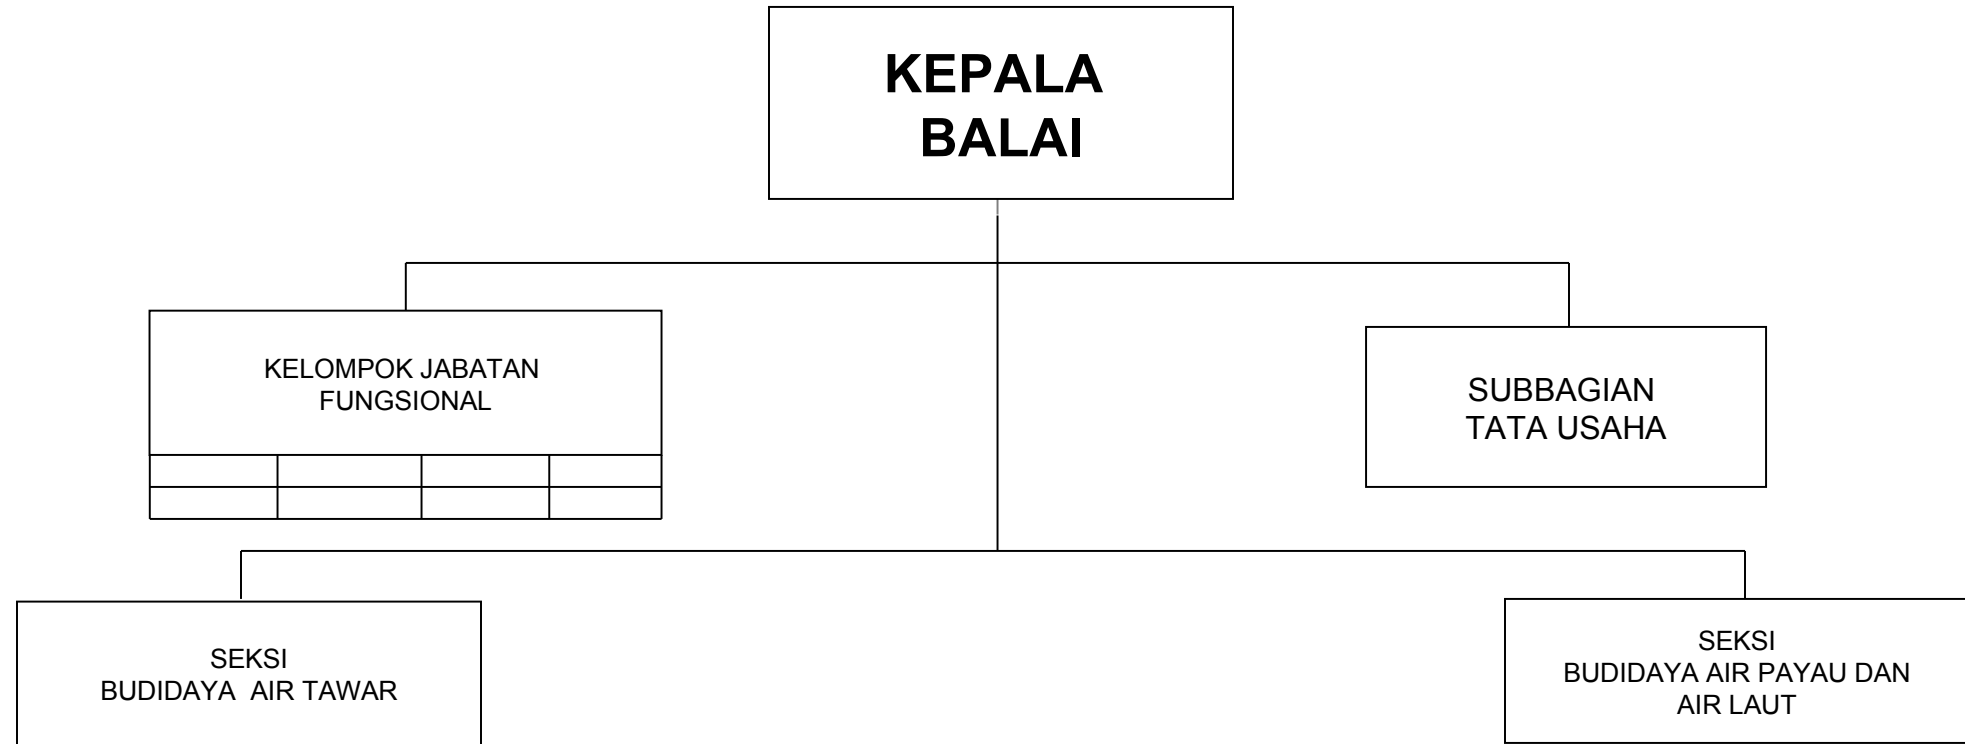 KEPALA
BALAI
KELOMPOK JABATAN
FUNGSIONAL
SUBBAGIAN
TATA USAHA
SEKSI
BUDIDAYA AIR TAWAR
SEKSI
BUDIDAYA AIR PAYAU DAN
AIR LAUT